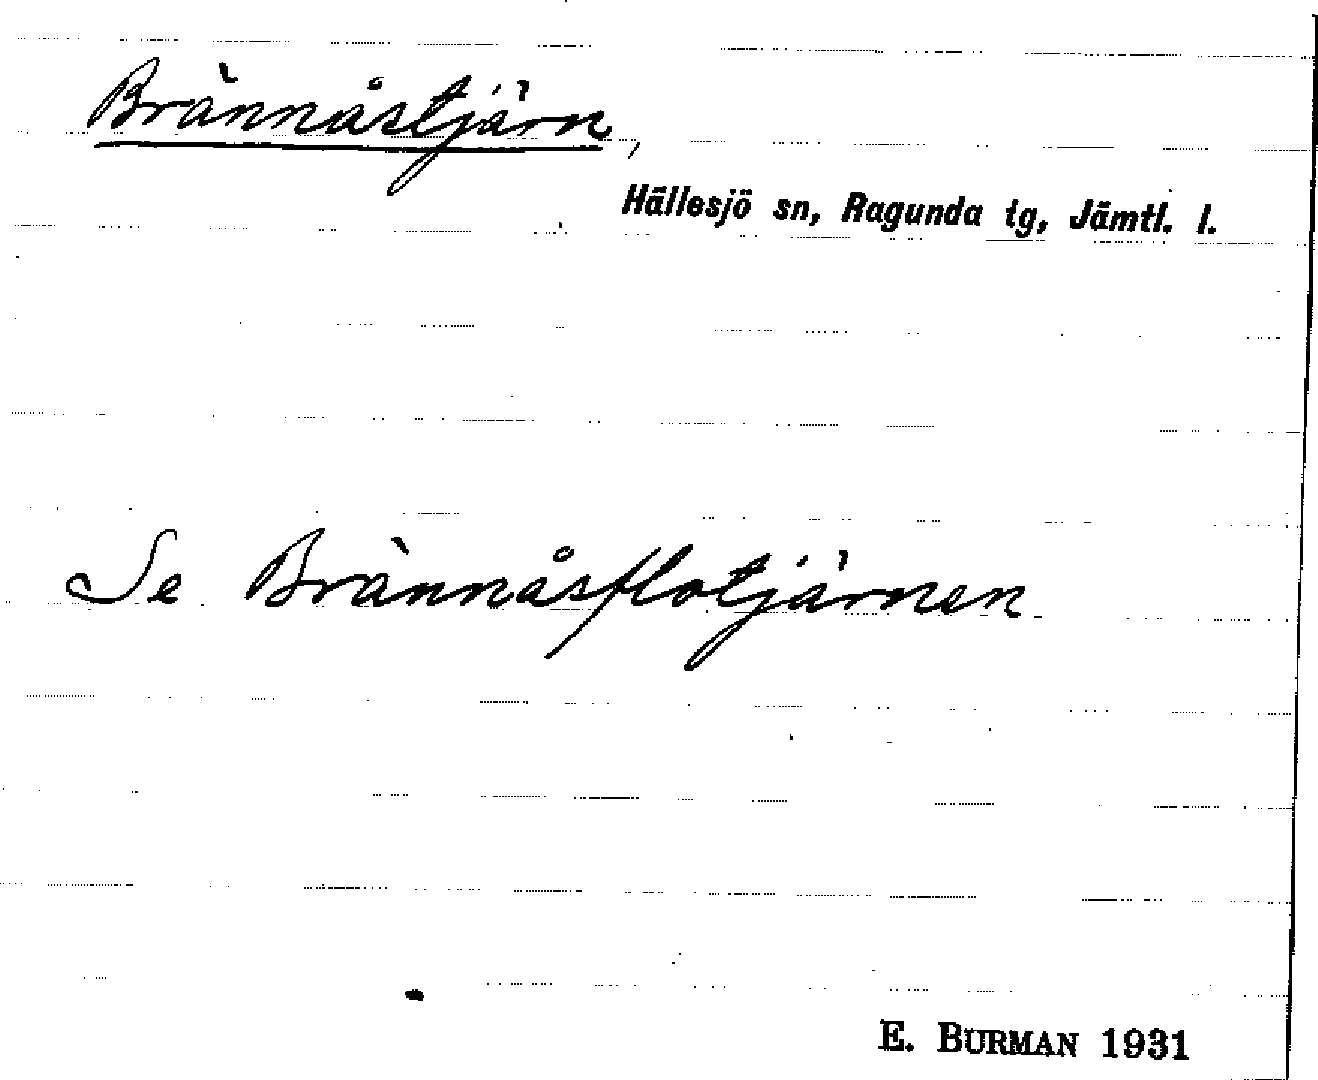 Brännåstjärn,
Hällesjö sn, Ragunda tg, Jämtl. l.
Se Brännåsflotjärnen
E. BURMAN 1931